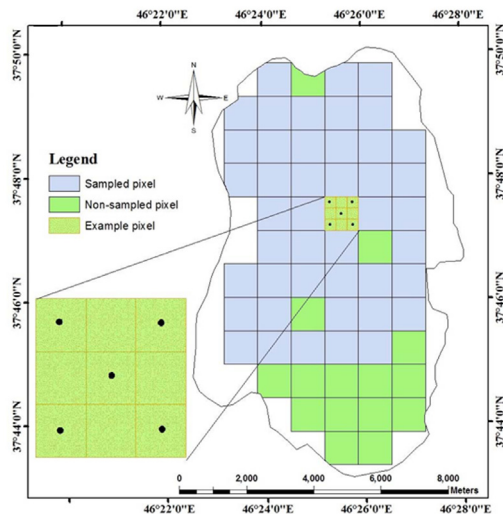 46°22'0"E 46°24'0"E 46°26'0"E 46°28'0"E
37°50'0"N 37°50'0"N
N
W E
S
Legend
Sampled pixel
Non-sampled pixel
Example pixel
37°48'0"N 37°48'0"N
37°46'0"N 37°46'0"N
37°44'0"N 37°44'0"N
0 2,000 4,000 6,000 8,000
Meters
46°22'0"E 46°24'0"E 46°26'0"E 46°28'0"E